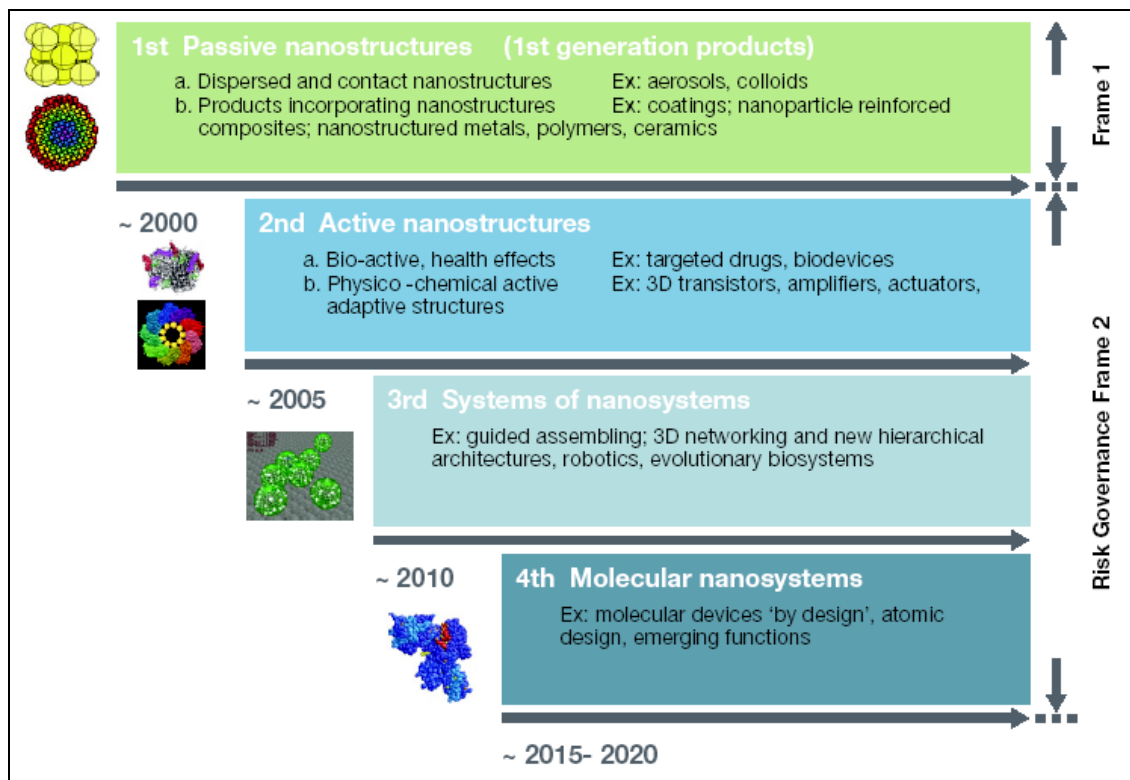 1st Passive nanostructures (1st generation products)
a. Dispersed and contact nanostructures Ex: aerosols, colloids
b. Products incorporating nanostructures Ex: coatings; nanoparticle reinforced
composites; nanostructured metals, polymers, ceramics
Frame 1
~ 2000
2nd Active nanostructures
a. Bio-active, health effects Ex: targeted drugs, biodevices
b. Physico -chemical active Ex: 3D transistors, amplifiers, actuators,
adaptive structures
~ 2005
3rd Systems of nanosystems
Ex: guided assembling; 3D networking and new hierarchical
architectures, robotics, evolutionary biosystems
Risk Governance Frame 2
~ 2010
4th Molecular nanosystems
Ex: molecular devices ‘by design’, atomic
design, emerging functions
~ 2015- 2020